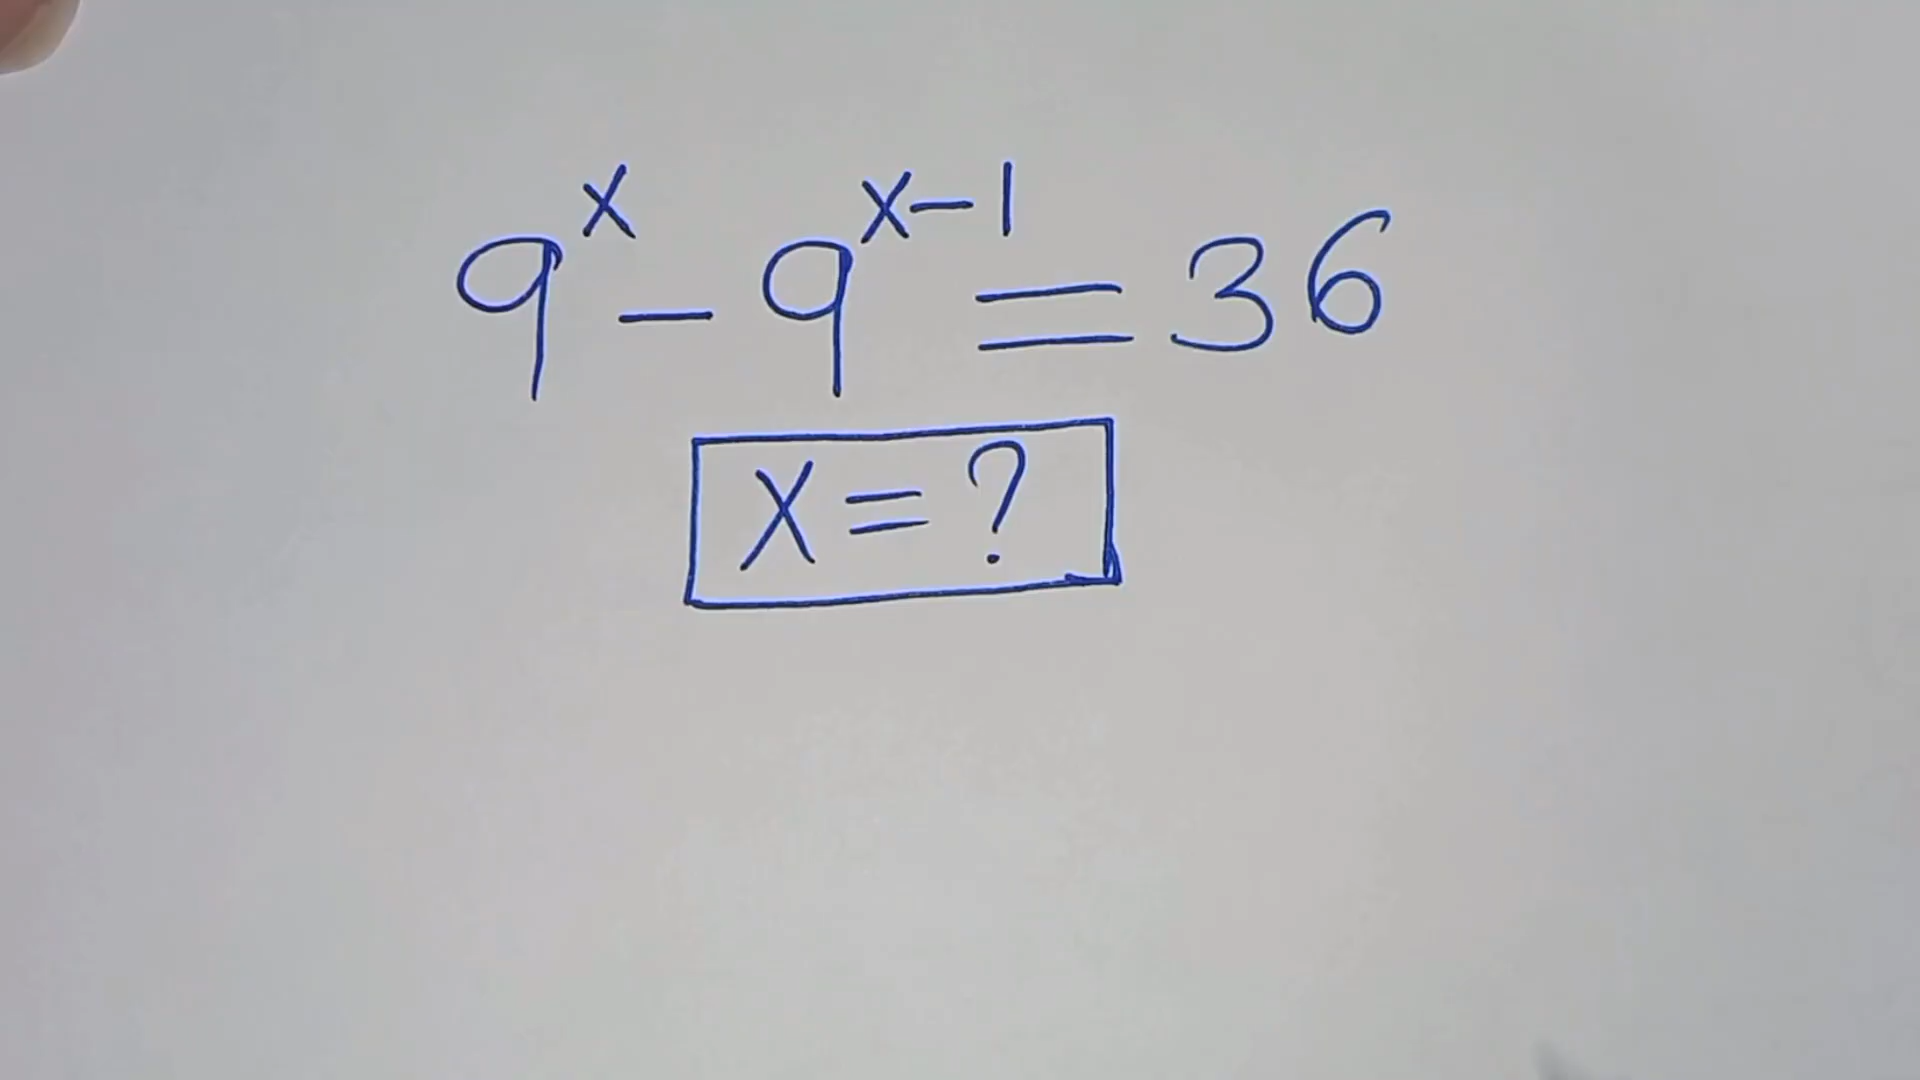 9^x - 9^{x-1} = 36
x = ?